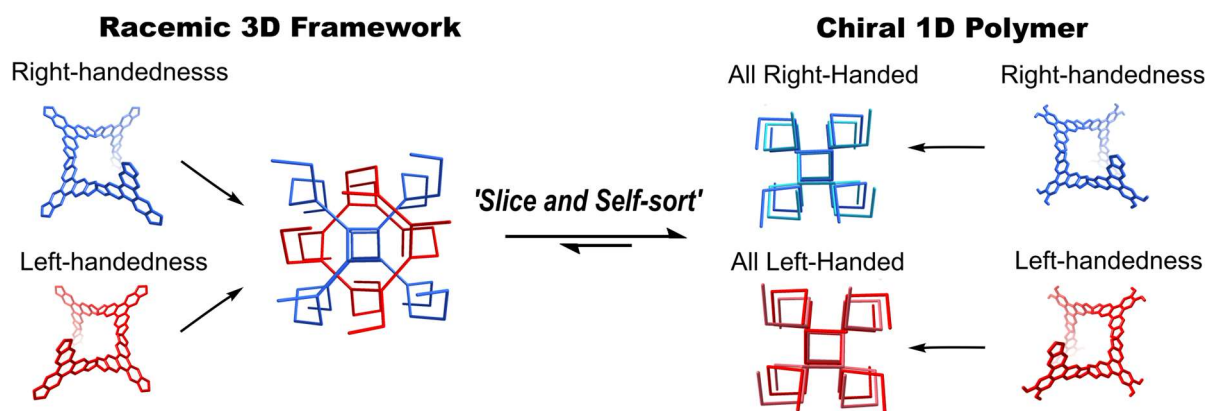 Racemic 3D Framework
Right-handednesss
Left-handedness
'Slice and Self-sort'
Chiral 1D Polymer
All Right-Handed
Right-handedness
All Left-Handed
Left-handedness